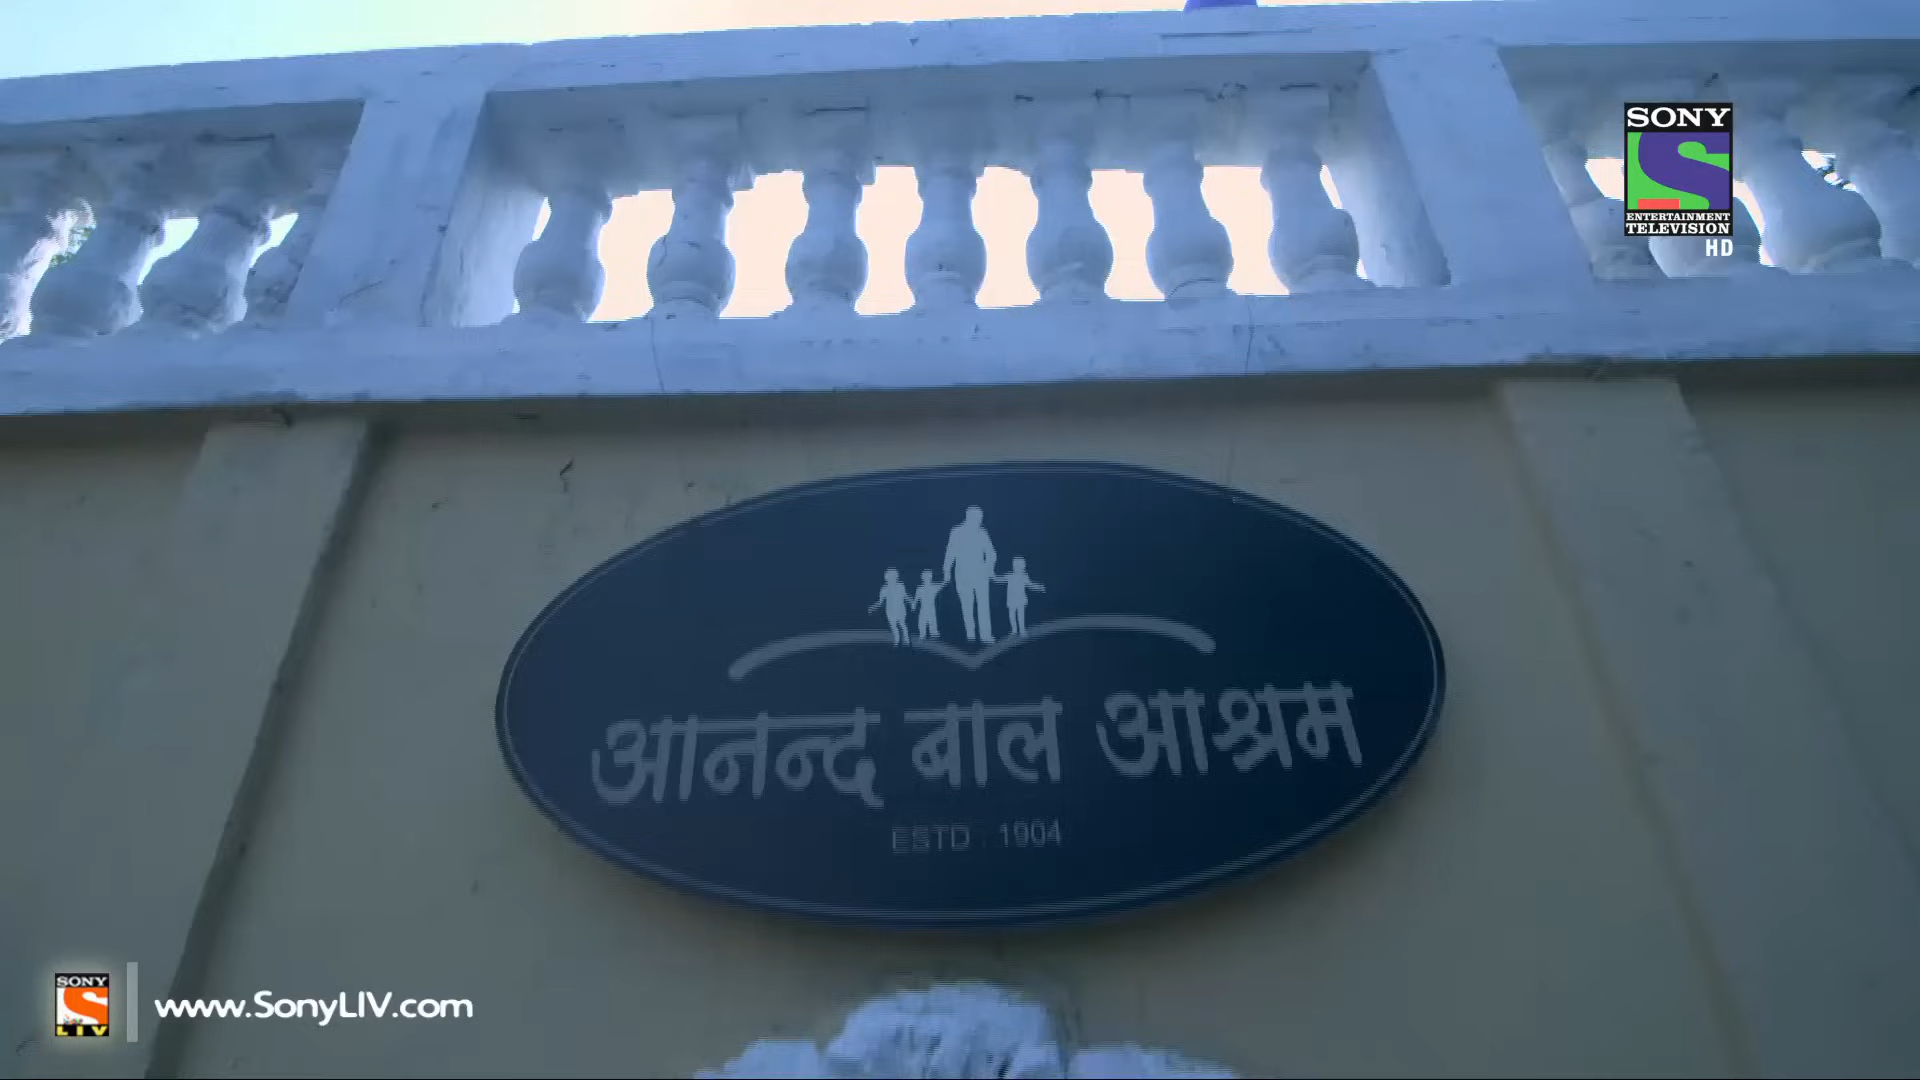 SONY
ENTERTAINMENT
TELEVISION
HD
आनन्द बाल आश्रम
ESTD : 1904
SONY
LIV
www.SonyLIV.com